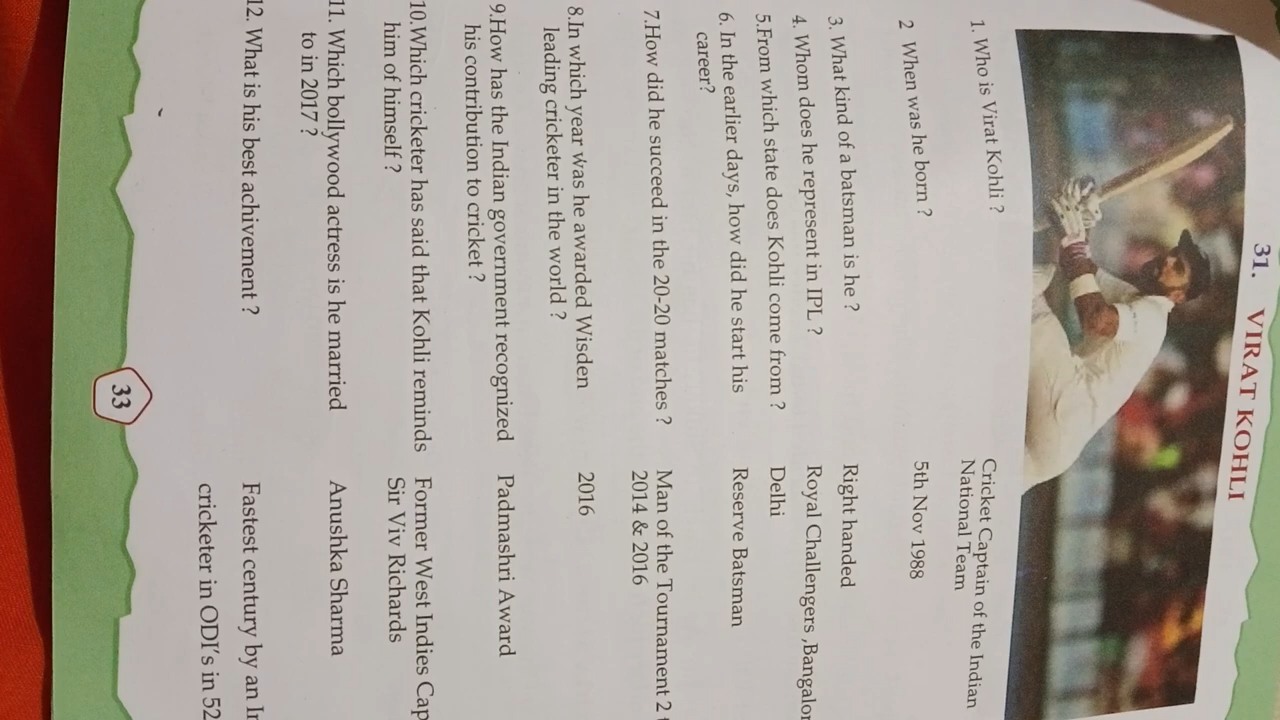 31. VIRAT KOHLI
1. Who is Virat Kohli ? Cricket Captain of the Indian
National Team
2 When was he born ? 5th Nov 1988
3. What kind of a batsman is he ? Right handed
4. Whom does he represent in IPL ? Royal Challengers ,Bangalor
5.From which state does Kohli come from ? Delhi
6. In the earlier days, how did he start his Reserve Batsman
career?
7.How did he succeed in the 20-20 matches ? Man of the Tournament 2
2014 & 2016
8.In which year was he awarded Wisden 2016
leading cricketer in the world ?
9.How has the Indian government recognized Padmashri Award
his contribution to cricket ?
10.Which cricketer has said that Kohli reminds Former West Indies Cap
him of himself ? Sir Viv Richards
11. Which bollywood actress is he married Anushka Sharma
to in 2017 ?
12. What is his best achivement ? Fastest century by an In
cricketer in ODI's in 52
33